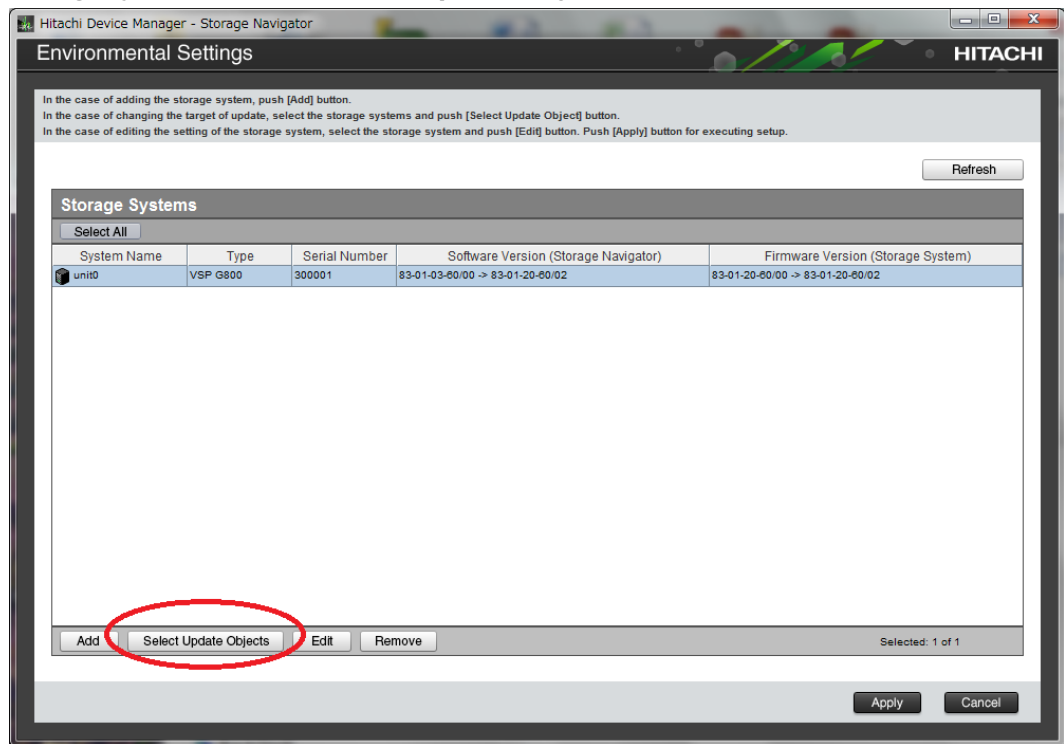 Hitachi Device Manager - Storage Navigator
Environmental Settings
HITACHI
In the case of adding the storage system, push [Add] button.
In the case of changing the target of update, select the storage systems and push [Select Update Object] button.
In the case of editing the setting of the storage system, select the storage system and push [Edit] button. Push [Apply] button for executing setup.
Refresh
Storage Systems
Select All
System Name Type Serial Number Software Version (Storage Navigator) Firmware Version (Storage System)
unit0 VSP G800 300001 83-01-03-60/00 -> 83-01-20-60/02 83-01-20-60/00 -> 83-01-20-60/02
Add Select Update Objects Edit Remove Selected: 1 of 1
Apply Cancel